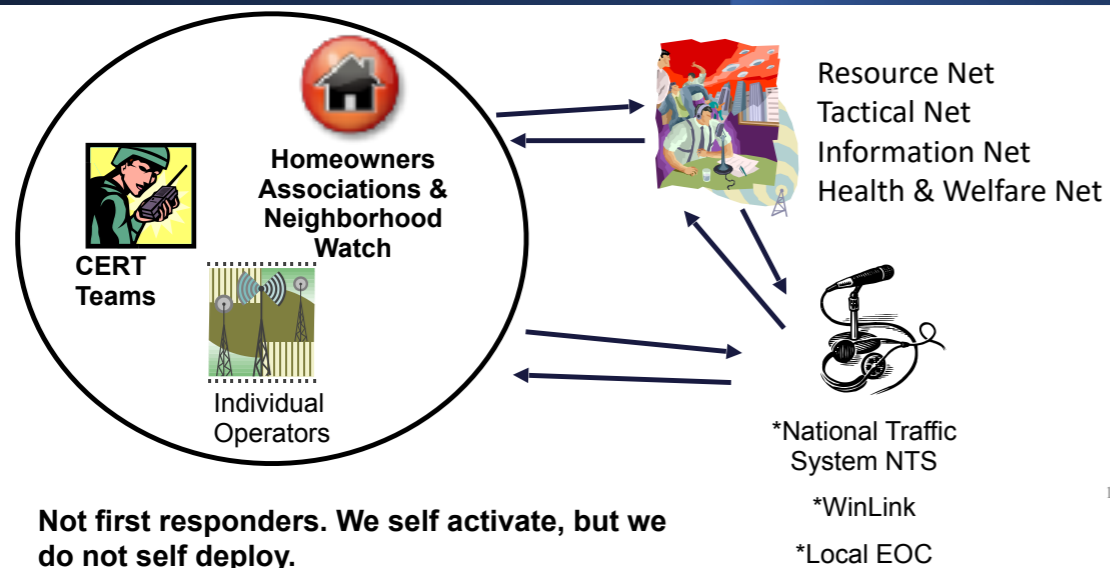 Homeowners
Associations &
Neighborhood
Watch
CERT
Teams
Individual
Operators
Resource Net
Tactical Net
Information Net
Health & Welfare Net
*National Traffic
System NTS
*WinLink
*Local EOC
Not first responders. We self activate, but we
do not self deploy.